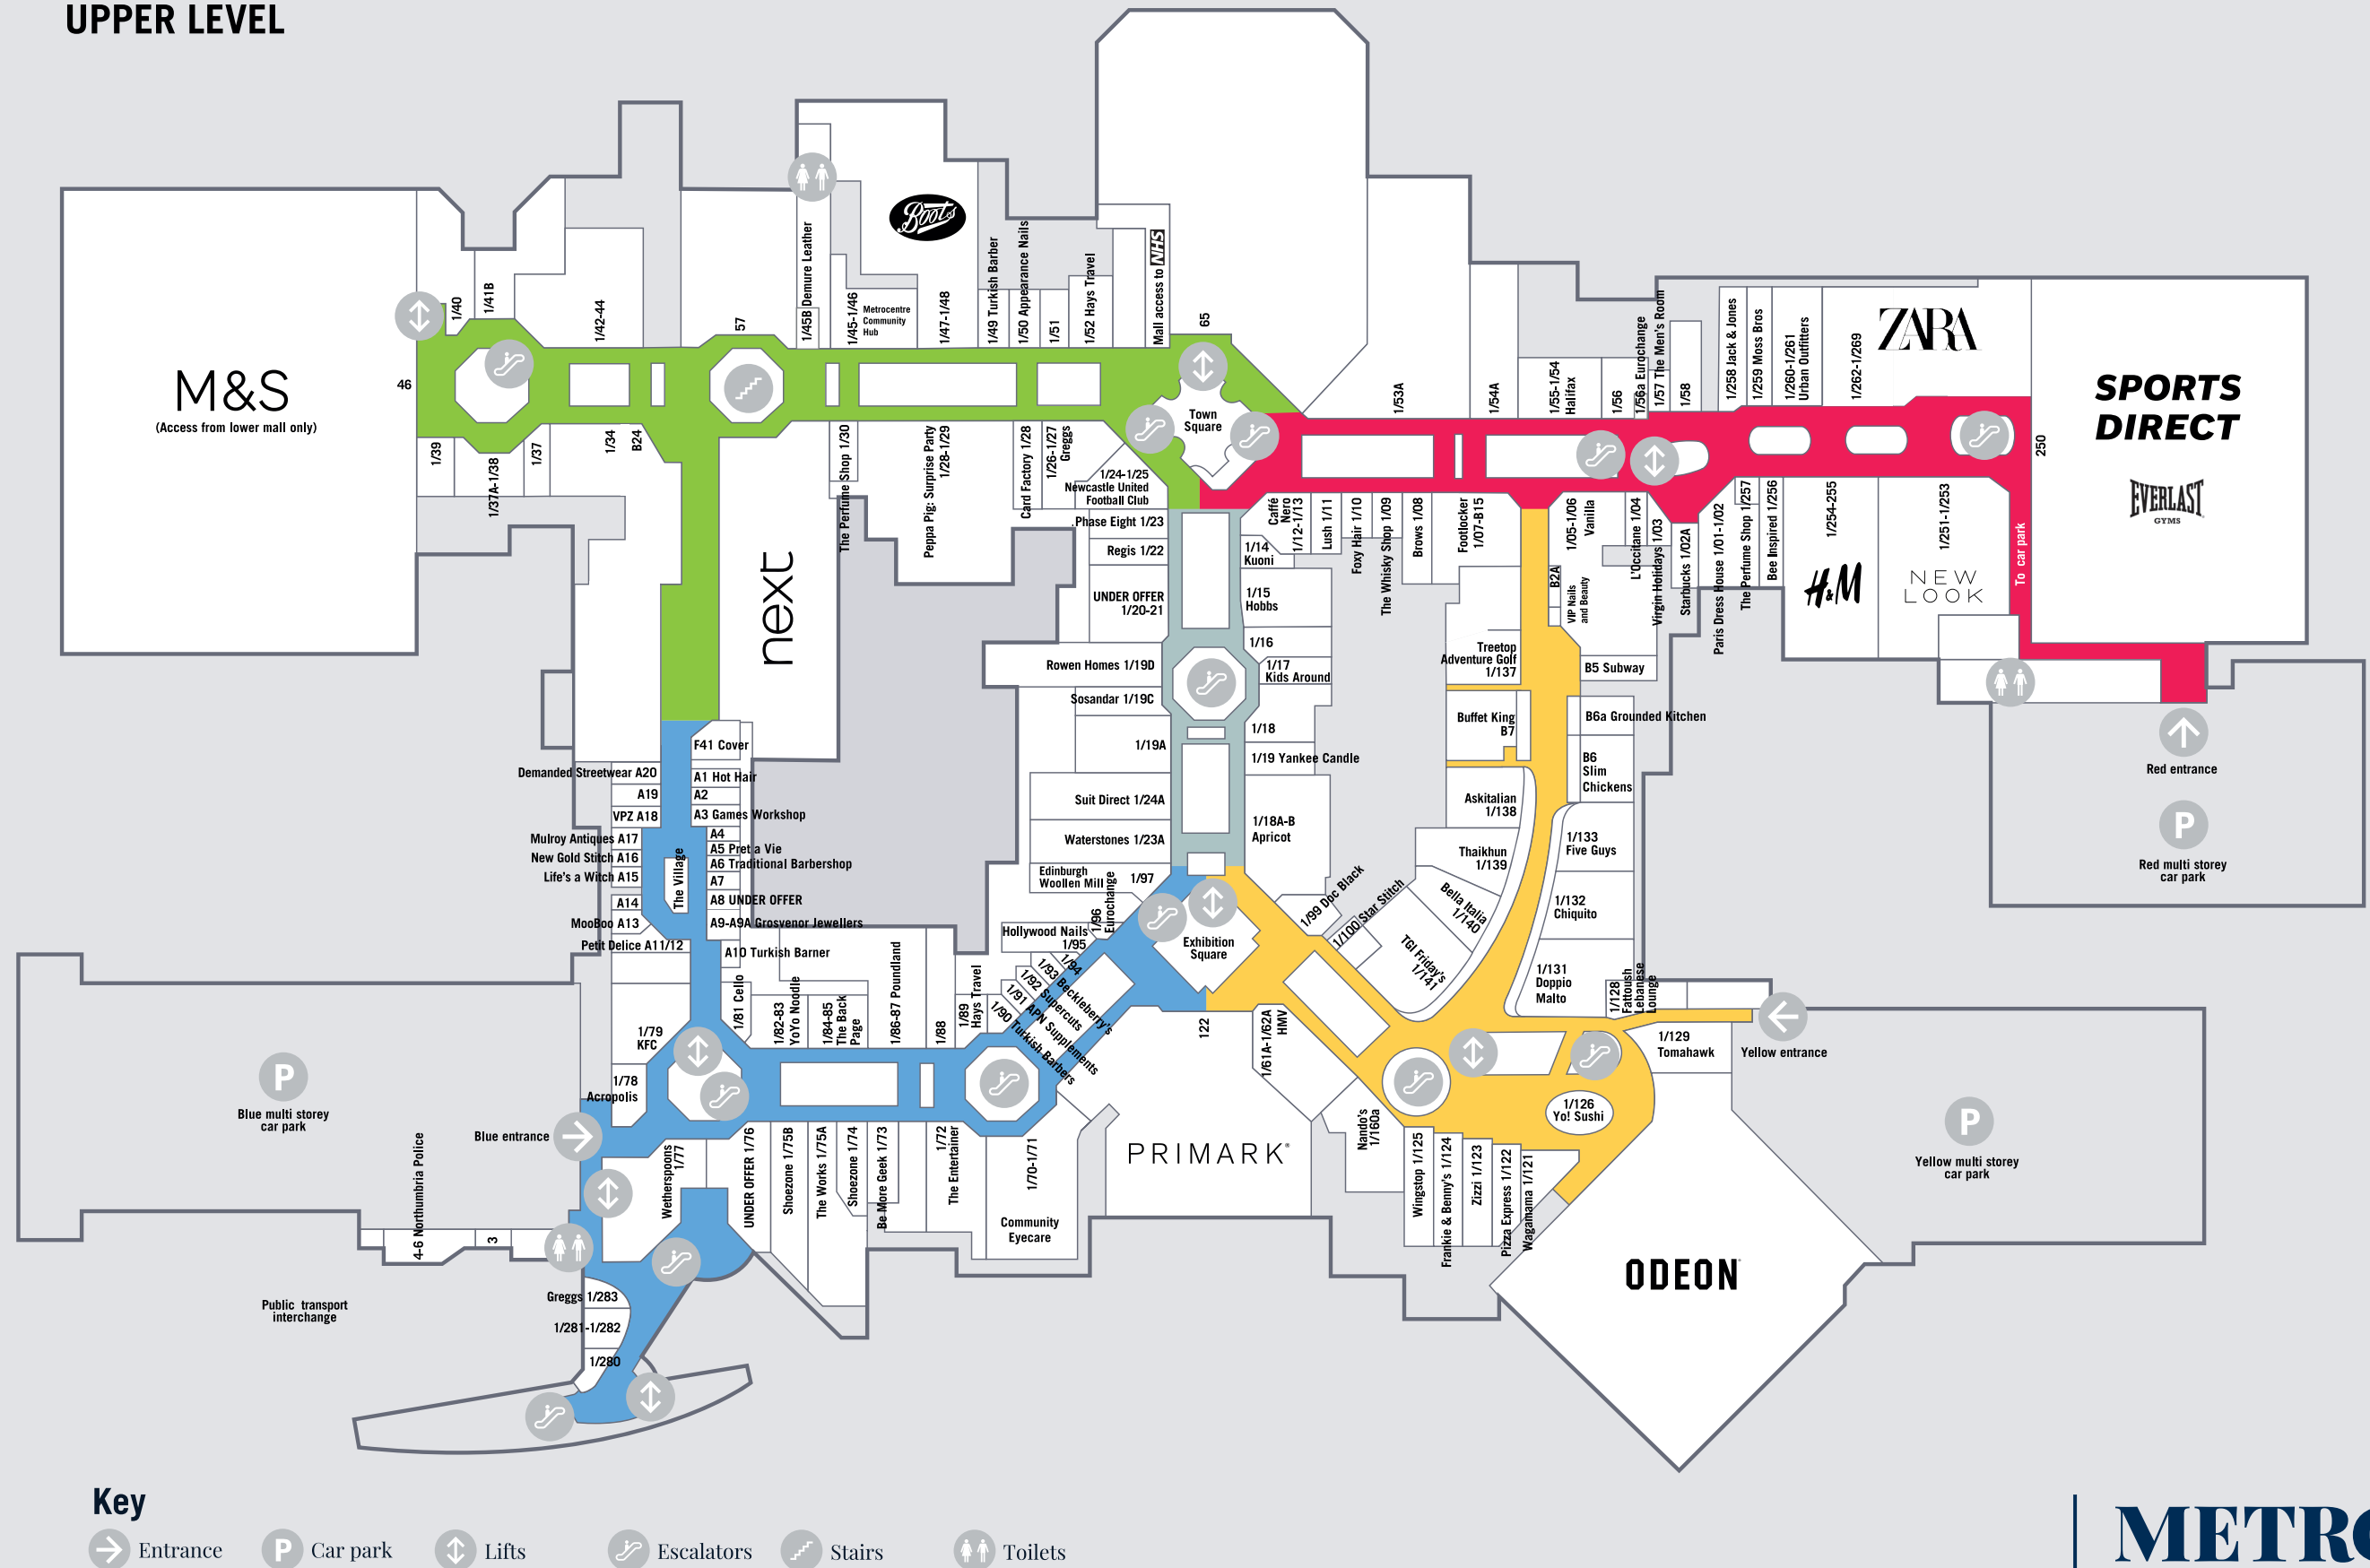 UPPER LEVEL
M&S
(Access from lower mall only)
46
1/40
1/41B
1/42-44
57
1/45B Demure Leather
1/45-1/46
Metrocentre
Community
Hub
Boots
1/47-1/48
1/49 Turkish Barber
1/50 Appearance Nails
1/51
1/52 Hays Travel
Mall access to NHS
65
Town
Square
1/53A
1/54A
1/55-1/54
Halifax
1/56
1/56a Eurochange
1/57 The Men's Room
1/58
1/258 Jack & Jones
1/259 Moss Bros
1/260-1/261
Urban Outfitters
1/262-1/269
ZARA
SPORTS
DIRECT
250
EVERLAST
GYMS
1/39
1/37A-1/38
1/37
1/34
B24
next
The Perfume Shop 1/30
Peppa Pig: Surprise Party
1/28-1/29
Card Factory 1/28
1/26-1/27
Greggs
1/24-1/25
Newcastle United
Football Club
Phase Eight 1/23
Regis 1/22
UNDER OFFER
1/20-21
Rowen Homes 1/19D
Sosandar 1/19C
1/19A
Suit Direct 1/24A
Waterstones 1/23A
Edinburgh
Woollen Mill
1/97
1/96
Eurochange
Hollywood Nails
1/95
1/94
1/93 Beckleberry's
1/92 Supercuts
1/91 APN Supplements
1/90 Turkish Barbers
1/89
Hays Travel
1/88
1/86-87 Poundland
1/84-85
The Back
Page
1/82-83
YoYo Noodle
1/81 Cello
Caffé
Nero
1/12-1/13
Lush 1/11
Foxy Hair 1/10
The Whisky Shop 1/09
Brows 1/08
Footlocker
1/07-B15
1/14
Kuoni
1/15
Hobbs
1/16
1/17
Kids Around
1/18
1/19 Yankee Candle
1/18A-B
Apricot
1/99 Doc Black
1/100 Star Stitch
1/05-1/06
Vanilla
B2A
VIP Nails
and Beauty
L'Occitane 1/04
Virgin Holidays 1/03
Starbucks 1/02A
Paris Dress House 1/01-1/02
The Perfume Shop 1/257
Bee Inspired 1/256
1/254-255
H&M
1/251-1/253
NEW
LOOK
To car park
Red entrance
P
Red multi storey
car park
Treetop
Adventure Golf
1/137
Buffet King
B7
Askitalian
1/138
Thaikhun
1/139
Bella Italia
1/140
TGI Friday's
1/141
B5 Subway
B6a Grounded Kitchen
B6
Slim
Chickens
1/133
Five Guys
1/132
Chiquito
1/131
Doppio
Malto
1/128
Fattoush
Lebanese
Lounge
1/129
Tomahawk
Yellow entrance
P
Yellow multi storey
car park
1/126
Yo! Sushi
ODEON
Exhibition
Square
122
1/61A-1/62A
HMV
PRIMARK
Nando's
1/160a
Wingstop 1/125
Frankie & Benny's 1/124
Zizzi 1/123
Pizza Express 1/122
Wagamama 1/121
F41 Cover
A1 Hot Hair
A2
A3 Games Workshop
A4
A5 Pret a Vie
A6 Traditional Barbershop
A7
A8 UNDER OFFER
A9-A9A Grosvenor Jewellers
A10 Turkish Barner
The Village
Demanded Streetwear A20
A19
VPZ A18
Mulroy Antiques A17
New Gold Stitch A16
Life's a Witch A15
A14
MooBoo A13
Petit Delice A11/12
1/79
KFC
1/78
Acropolis
P
Blue multi storey
car park
Blue entrance
4-6 Northumbria Police
3
Public transport
interchange
Wetherspoons
1/77
UNDER OFFER 1/76
Shoezone 1/75B
The Works 1/75A
Shoezone 1/74
Be More Geek 1/73
1/72
The Entertainer
1/70-1/71
Community
Eyecare
Greggs 1/283
1/281-1/282
1/280
Key
Entrance
P Car park
Lifts
Escalators
Stairs
Toilets